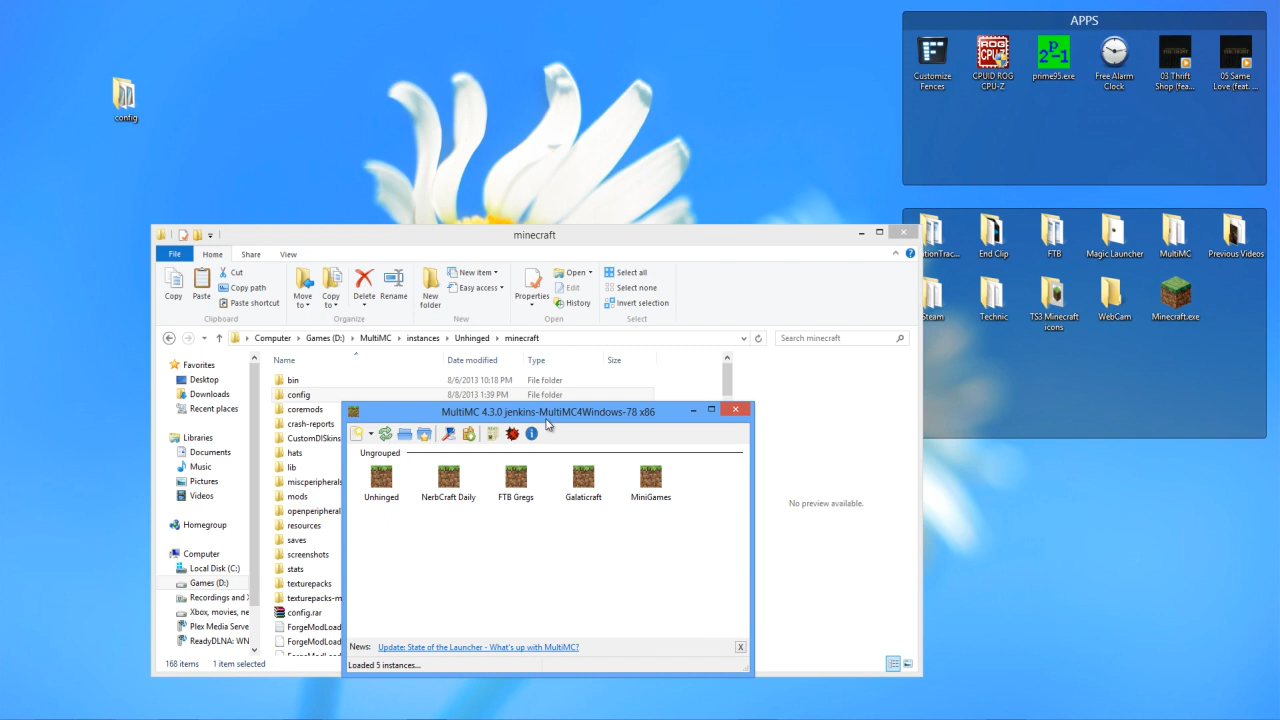 APPS
Customize Fences
CPUID ROG CPU-Z
prime95.exe
Free Alarm Clock
03 Thrift Shop (fea...
05 Same Love (feat. ...
config
End Clip
FTB
Magic Launcher
MultiMC
Previous Videos
Steam
Technic
TS3 Minecraft icons
WebCam
Minecraft.exe
minecraft
File
Home
Share
View
Copy
Paste
Cut
Copy path
Paste shortcut
Clipboard
Move to
Copy to
Delete
Rename
Organize
New folder
New item
Easy access
New
Properties
Open
Edit
History
Open
Select all
Select none
Invert selection
Select
Computer
Games (D:)
MultiMC
instances
Unhinged
minecraft
Search minecraft
Favorites
Desktop
Downloads
Recent places
Libraries
Documents
Music
Pictures
Videos
Homegroup
Computer
Local Disk (C:)
Games (D:)
Recordings and
Xbox, movies, ne
Plex Media Serve
ReadyDLNA: WN
Name
Date modified
Type
Size
bin 8/6/2013 10:18 PM File folder
config 8/8/2013 1:39 PM File folder
coremods
crash-reports
CustomDISkins
hats
lib
miscperipherals
mods
openperipheral
resources
saves
screenshots
stats
texturepacks
texturepacks-m
config.rar
ForgeModLoad
ForgeModLoad
No preview available.
168 items
1 item selected
MultiMC 4.3.0 jenkins-MultiMC4Windows-78 x86
Ungrouped
Unhinged
NerbCraft Daily
FTB Gregs
Galaticraft
MiniGames
News:
Update: State of the Launcher - What's up with MultiMC?
X
Loaded 5 instances...